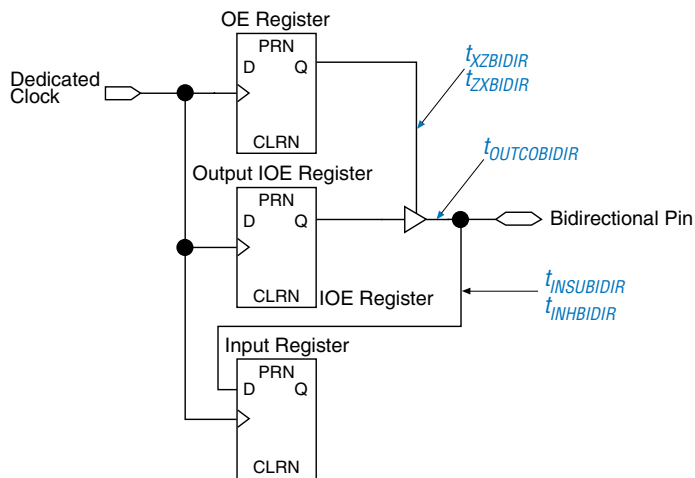 OE Register
PRN
D Q
CLRN
Dedicated
Clock
tXZBIDIR
tZXBIDIR
tOUTCOBIDIR
Output IOE Register
PRN
D Q
CLRN
IOE Register
Bidirectional Pin
tINSUBIDIR
tINHBIDIR
Input Register
PRN
D Q
CLRN